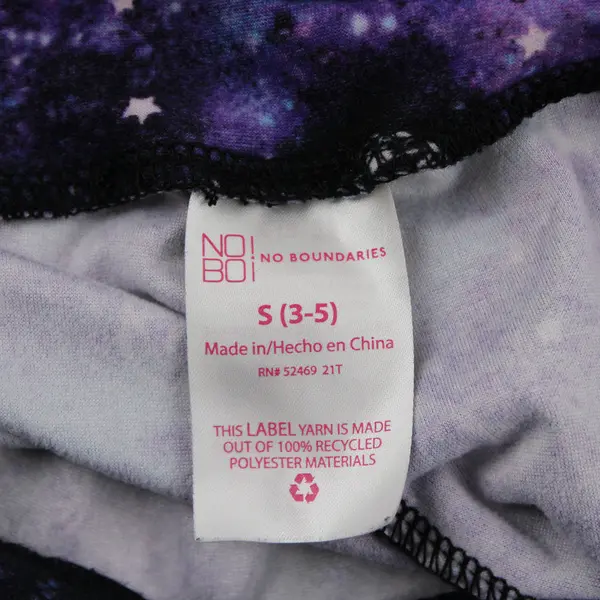 NO!
BO¡ NO BOUNDARIES
S (3-5)
Made in/Hecho en China
RN# 52469 21T
THIS LABEL YARN IS MADE
OUT OF 100% RECYCLED
POLYESTER MATERIALS